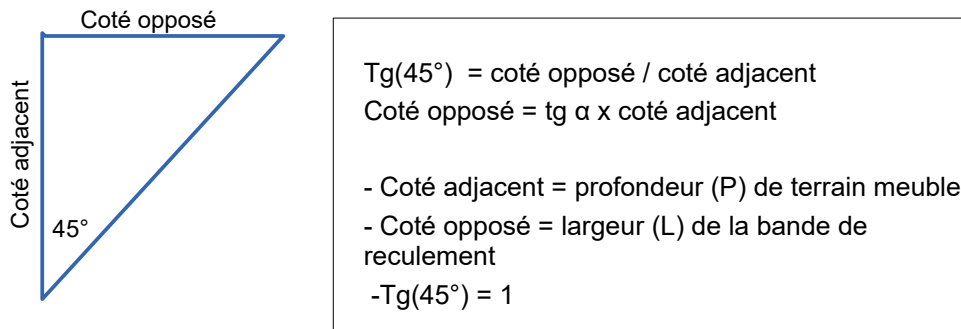 Coté opposé
Coté adjacent
45°
Tg(45°) = coté opposé / coté adjacent
Coté opposé = tg α x coté adjacent
- Coté adjacent = profondeur (P) de terrain meuble
- Coté opposé = largeur (L) de la bande de
reculement
-Tg(45°) = 1